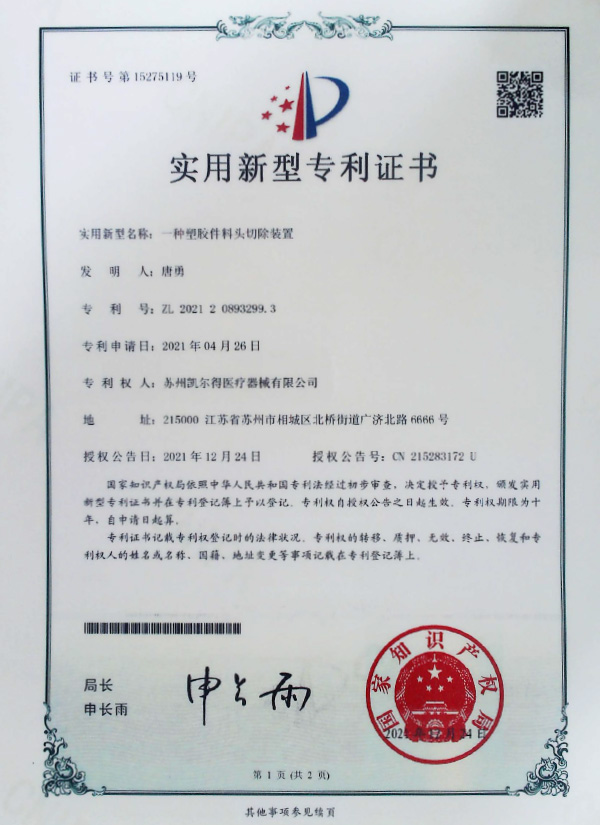 证书号第15275119号
实用新型专利证书
实用新型名称：一种塑胶件料头切除装置
发明人：唐勇
专利号：ZL 2021 2 0893299.3
专利申请日：2021年04月26日
专利权人：苏州凯尔得医疗器械有限公司
地址：215000 江苏省苏州市相城区北桥街道广济北路6666号
授权公告日：2021年12月24日 授权公告号：CN 215283172 U
国家知识产权局依照中华人民共和国专利法经过初步审查，决定授予专利权，颁发实用
新型专利证书并在专利登记簿上予以登记。专利权自授权公告之日起生效。专利权期限为十
年，自申请日起算。
专利证书记载专利权登记时的法律状况。专利权的转移、质押、无效、终止、恢复和专
利权人的姓名或名称、国籍、地址变更等事项记载在专利登记簿上。
局长
申长雨
申长雨
国家知识产权局
2021年12月24日
第1页(共2页)
其他事项参见续页